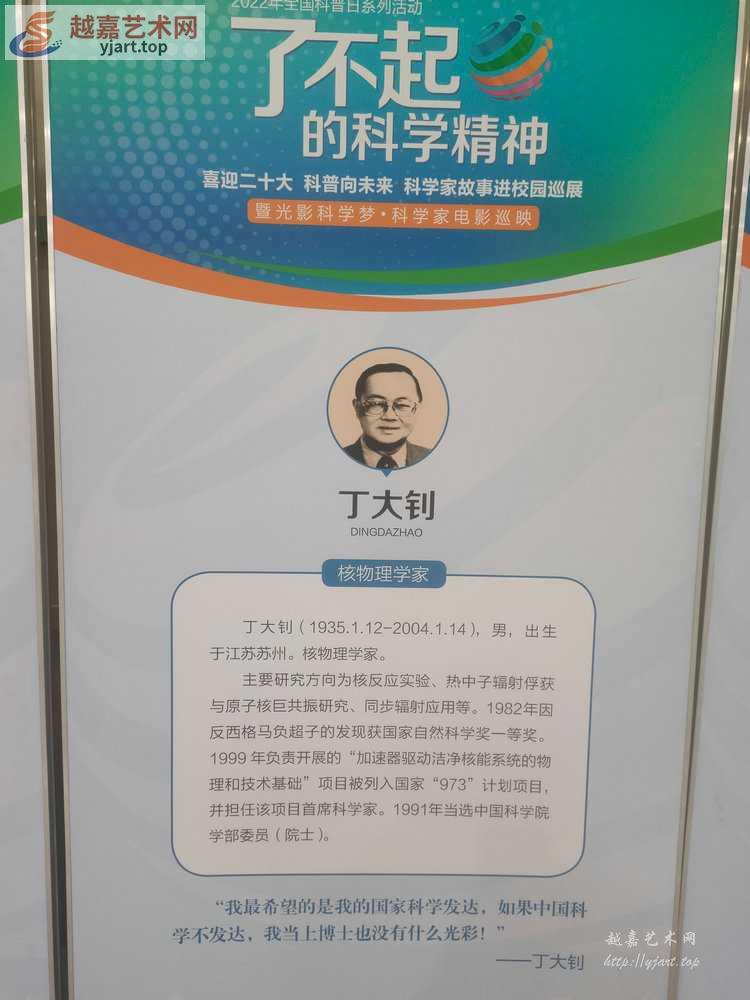 越嘉艺术网
yjart.top
2022年全国科普日系列活动
了不起
的科学精神
喜迎二十大 科普向未来 科学家故事进校园巡展
暨光影科学梦·科学家电影巡映
丁大钊
DINGDAZHAO
核物理学家
丁大钊（1935.1.12-2004.1.14），男，出生
于江苏苏州。核物理学家。
主要研究方向为核反应实验、热中子辐射俘获
与原子核巨共振研究、同步辐射应用等。1982年因
反西格马负超子的发现获国家自然科学奖一等奖。
1999 年负责开展的“加速器驱动洁净核能系统的物
理和技术基础”项目被列入国家“973”计划项目，
并担任该项目首席科学家。1991年当选中国科学院
学部委员（院士）。
“我最希望的是我的国家科学发达，如果中国科
学不发达，我当上博士也没有什么光彩！”
——丁大钊
越嘉艺术网
http://yjart.top